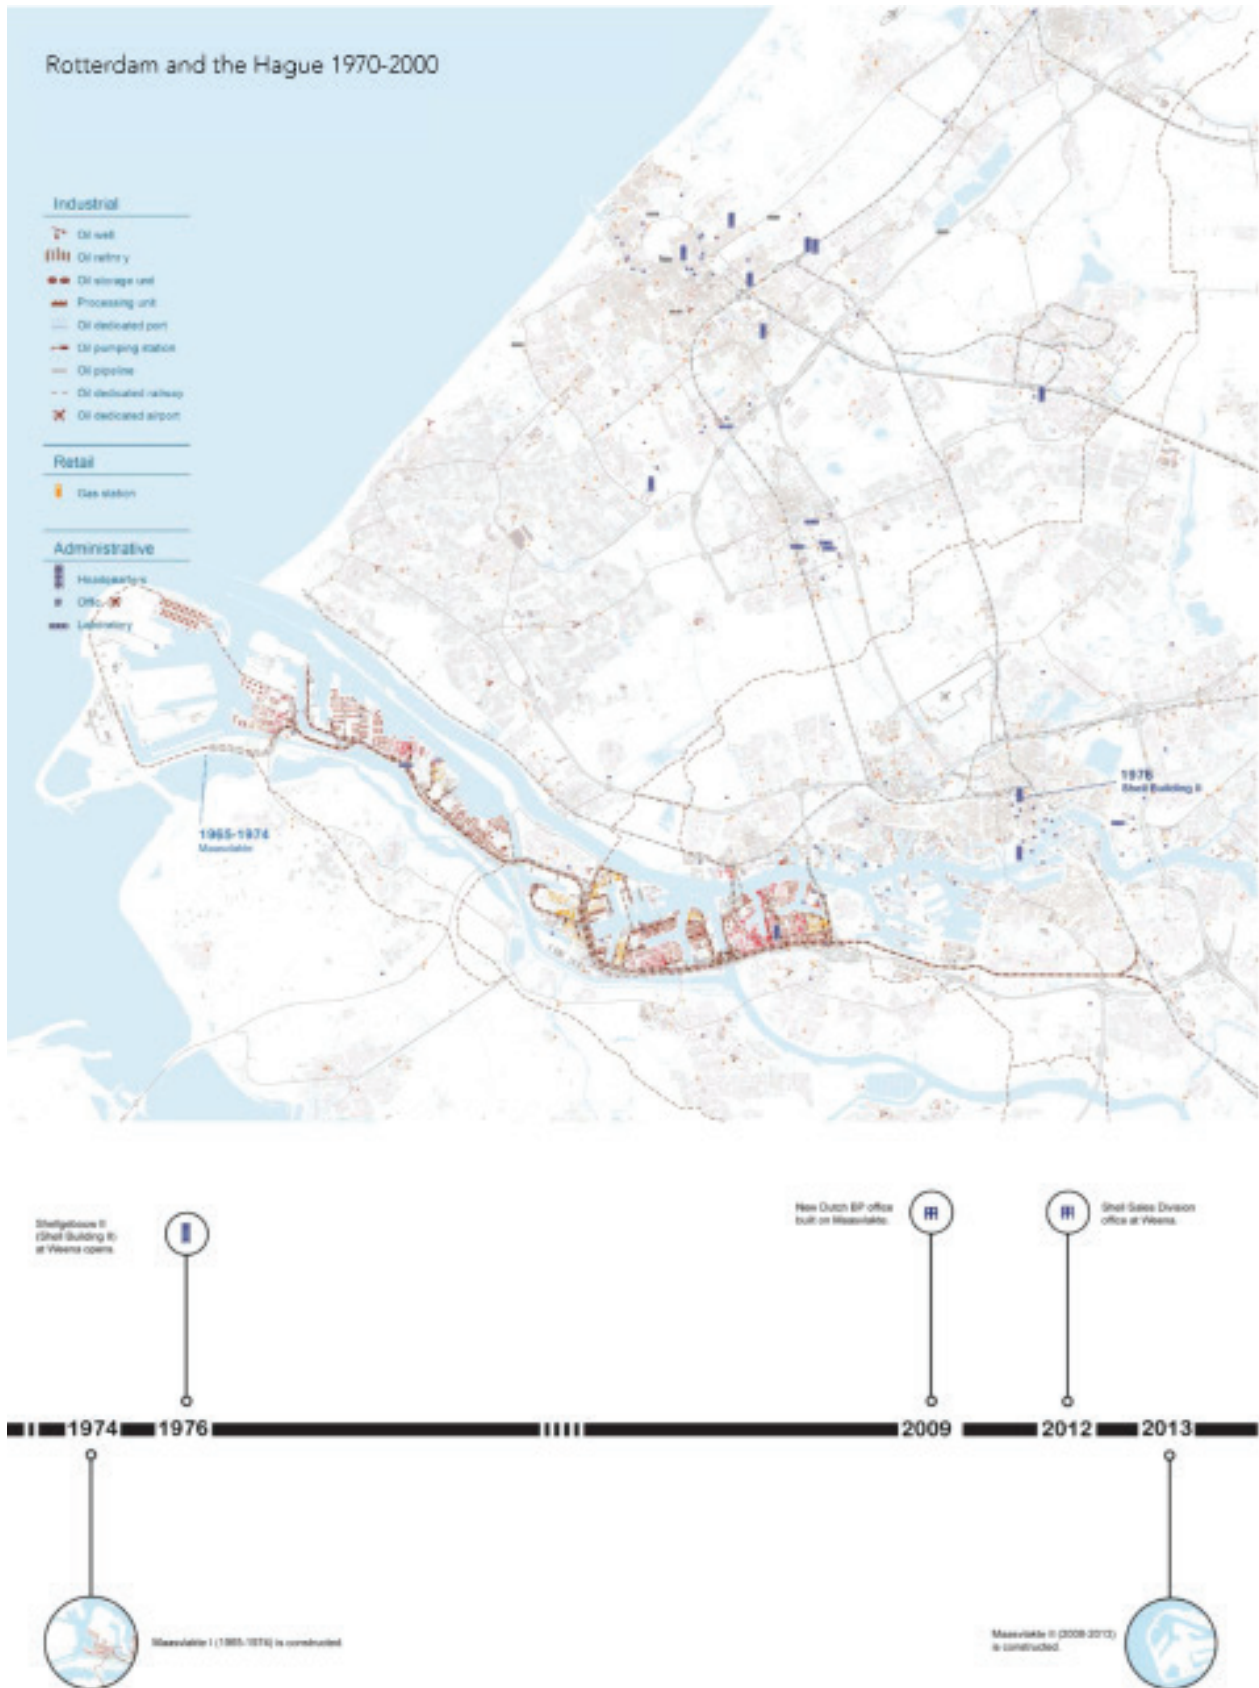 Rotterdam and the Hague 1970-2000
Industrial
Oil well
Oil refinry
Oil storage unit
Processing unit
Oil dedicated port
Oil pumping station
Oil pipeline
Oil dedicated railway
Oil dedicated airport
Retail
Gas station
Administrative
Headquarters
Office
Laboratory
1976
Shell Building II
1965-1974
Maasvlakte
Shellgebouw II
(Shell Building II)
at Weena opens.
New Dutch BP office
built on Maasvlakte.
Shell Sales Division
office at Weena.
1974 1976 2009 2012 2013
Maasvlakte I (1965-1974) is constructed.
Maasvlakte II (2008-2013)
is constructed.